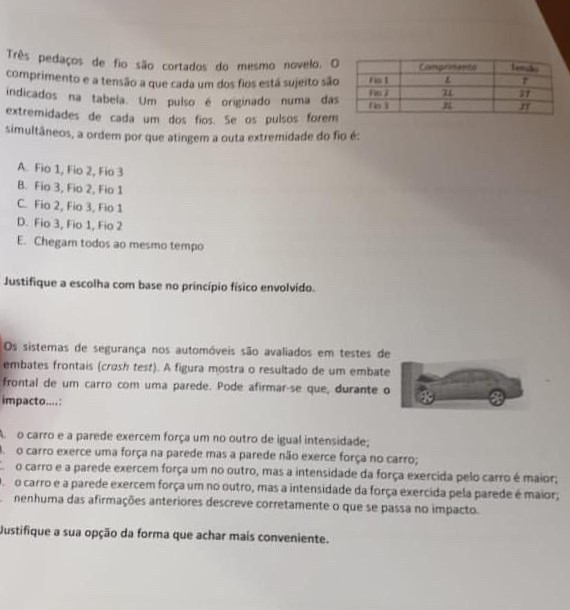 Três pedaços de fio são cortados do mesmo novelo. O
comprimento e a tensão a que cada um dos fios está sujeito são
indicados na tabela. Um pulso é originado numa das
extremidades de cada um dos fios. Se os pulsos forem
simultâneos, a ordem por que atingem a outa extremidade do fio é:
Comprimento Tensão
Fio 1 L T
Fio 2 2L 2T
Fio 3 3L 3T
A. Fio 1, Fio 2, Fio 3
B. Fio 3, Fio 2, Fio 1
C. Fio 2, Fio 3, Fio 1
D. Fio 3, Fio 1, Fio 2
E. Chegam todos ao mesmo tempo
Justifique a escolha com base no princípio físico envolvido.
Os sistemas de segurança nos automóveis são avaliados em testes de
embates frontais (crash test). A figura mostra o resultado de um embate
frontal de um carro com uma parede. Pode afirmar-se que, durante o
impacto....:
o carro e a parede exercem força um no outro de igual intensidade;
o carro exerce uma força na parede mas a parede não exerce força no carro;
o carro e a parede exercem força um no outro, mas a intensidade da força exercida pelo carro é maior;
o carro e a parede exercem força um no outro, mas a intensidade da força exercida pela parede é maior;
nenhuma das afirmações anteriores descreve corretamente o que se passa no impacto.
Justifique a sua opção da forma que achar mais conveniente.